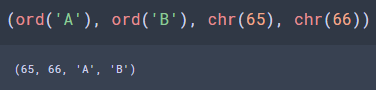 (ord('A'), ord('B'), chr(65), chr(66))
(65, 66, 'A', 'B')